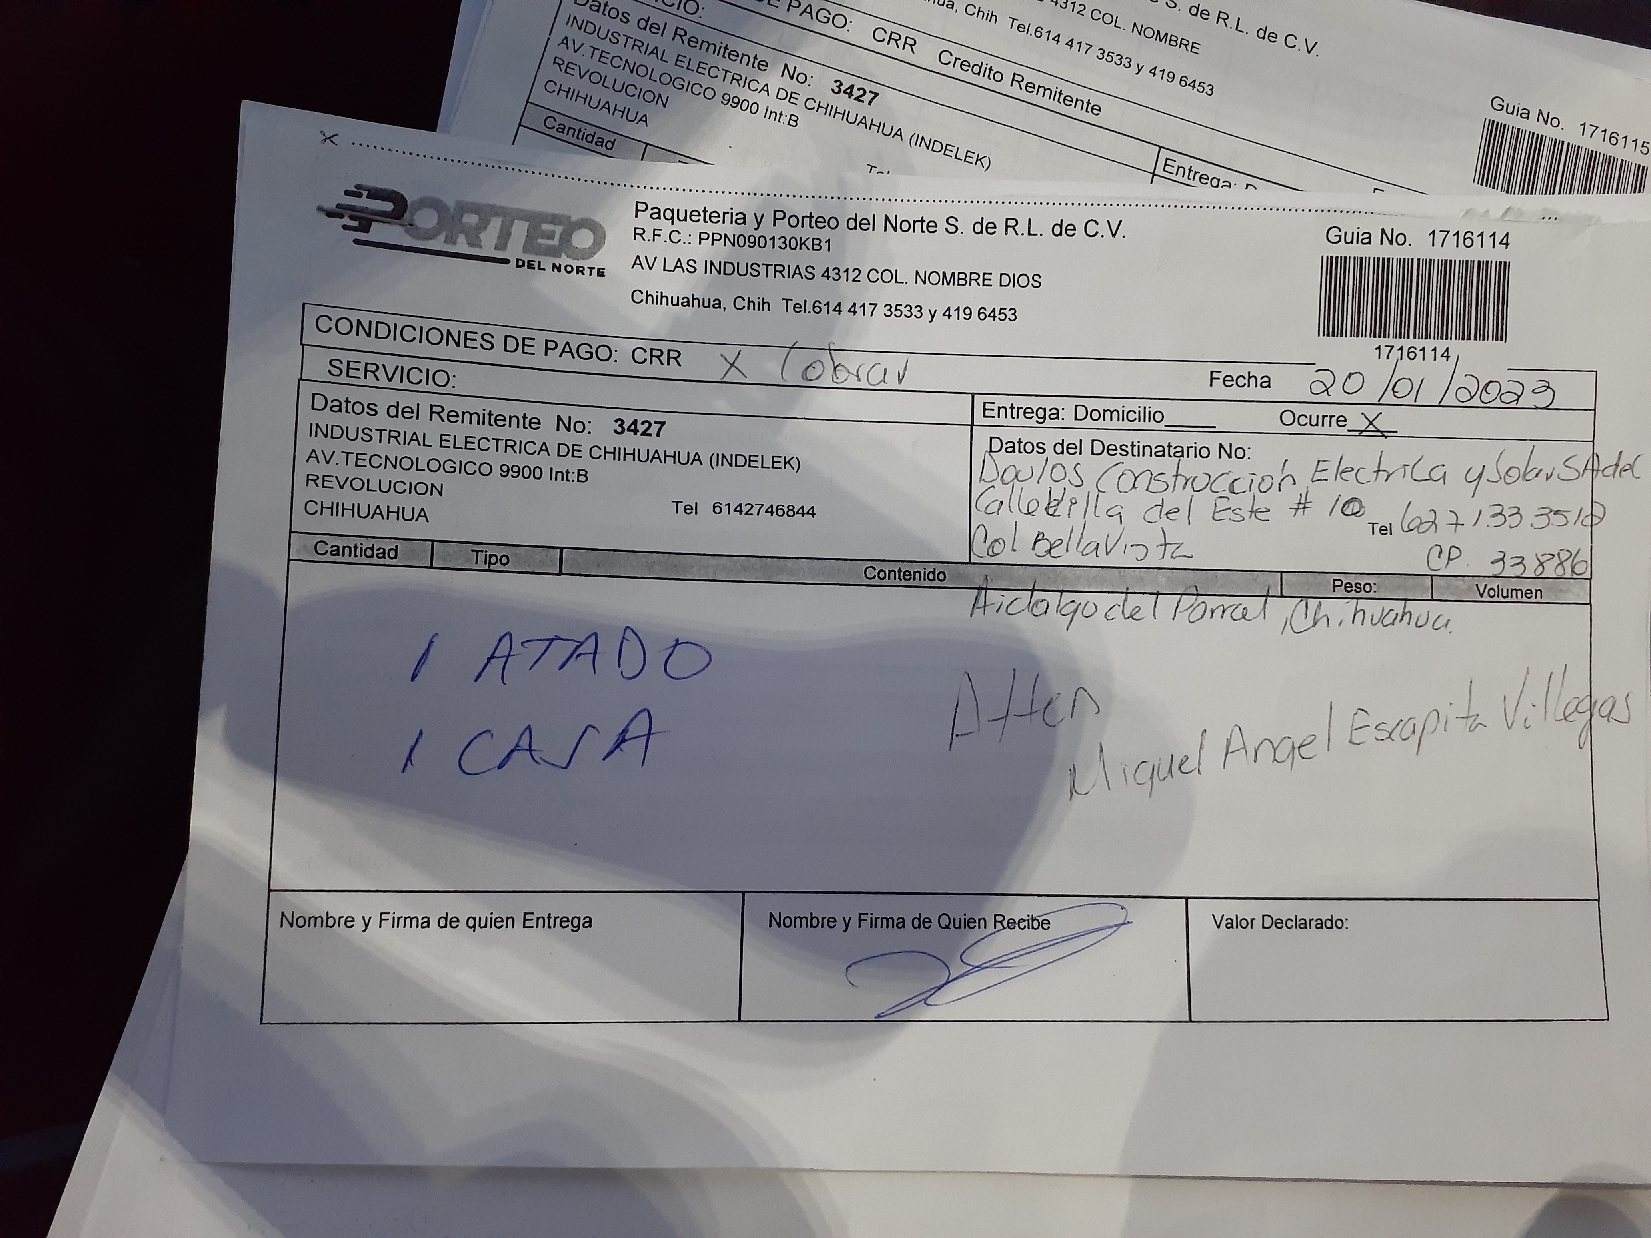 S. de R.L. de C.V.
4312 COL. NOMBRE
Chih Tel.614 417 3533 y 419 6453
PAGO: CRR Credito Remitente
Guia No. 1716115
Datos del Remitente No: 3427
INDUSTRIAL ELECTRICA DE CHIHUAHUA (INDELEK)
AV.TECNOLOGICO 9900 Int:B
REVOLUCION
CHIHUAHUA
Cantidad
Entrega:
PORTEO
DEL NORTE
Paqueteria y Porteo del Norte S. de R.L. de C.V.
R.F.C.: PPN090130KB1
AV LAS INDUSTRIAS 4312 COL. NOMBRE DIOS
Chihuahua, Chih Tel.614 417 3533 y 419 6453
Guia No. 1716114
1716114
CONDICIONES DE PAGO: CRR X Cobrar
SERVICIO:
Fecha 20/01/2023
Datos del Remitente No: 3427
INDUSTRIAL ELECTRICA DE CHIHUAHUA (INDELEK)
AV.TECNOLOGICO 9900 Int:B
REVOLUCION
CHIHUAHUA
Tel 6142746844
Entrega: Domicilio____ Ocurre X
Datos del Destinatario No:
Doulos Construccion Electrica y SA de C
del Este # 10 Tel 627 133 3518
Col Bellavista CP. 33886
Cantidad Tipo Contenido Peso: Volumen
Hidalgo del Parral, Chihuahua.
1 ATADO
1 CAJA
Atten
Miquel Angel Escapita Villegas
Nombre y Firma de quien Entrega
Nombre y Firma de Quien Recibe
Valor Declarado: